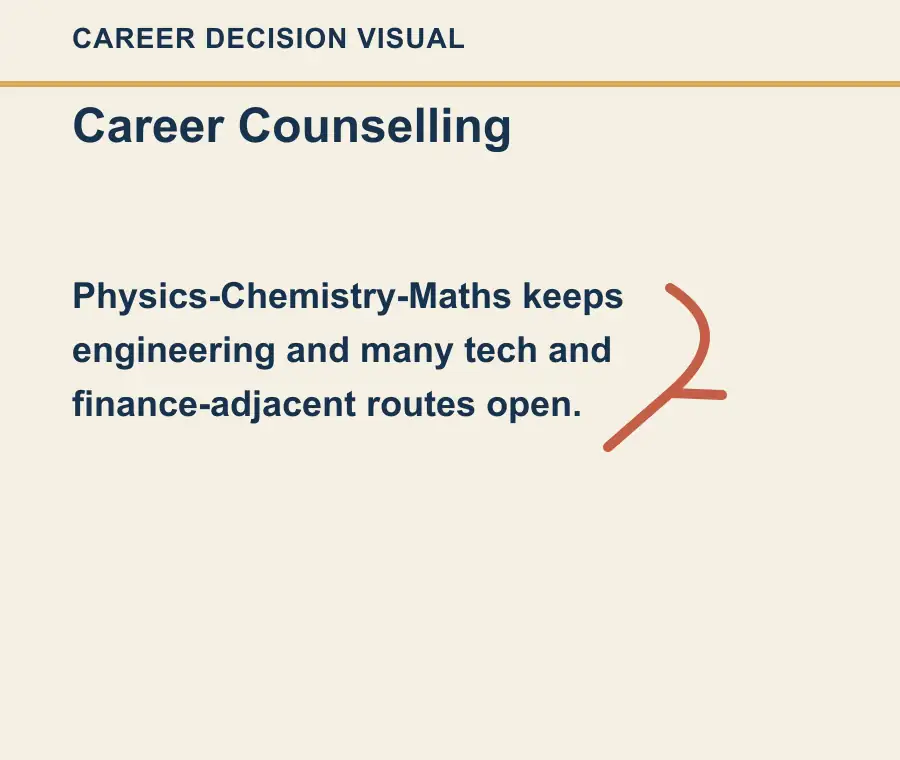 CAREER DECISION VISUAL
Career Counselling
Physics-Chemistry-Maths keeps
engineering and many tech and
finance-adjacent routes open.